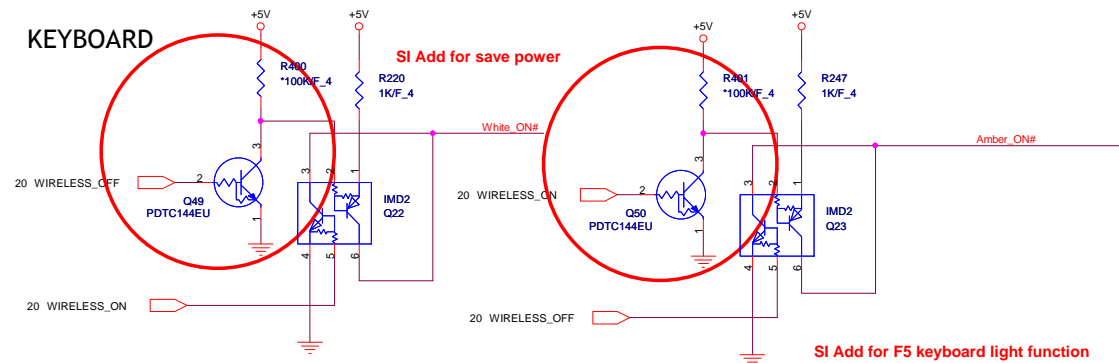 +5V
+5V
+5V
+5V
KEYBOARD
SI Add for save power
R400
*100K/F_4
R220
1K/F_4
R401
*100K/F_4
R247
1K/F_4
White_ON#
Amber_ON#
3
3
3
2
1
3
3
2
1
20 WIRELESS_OFF
2
20 WIRELESS_ON
2
Q49
PDTC144EU
1
IMD2
Q22
Q50
PDTC144EU
1
IMD2
Q23
4
5
6
4
5
6
20 WIRELESS_ON
20 WIRELESS_OFF
SI Add for F5 keyboard light function